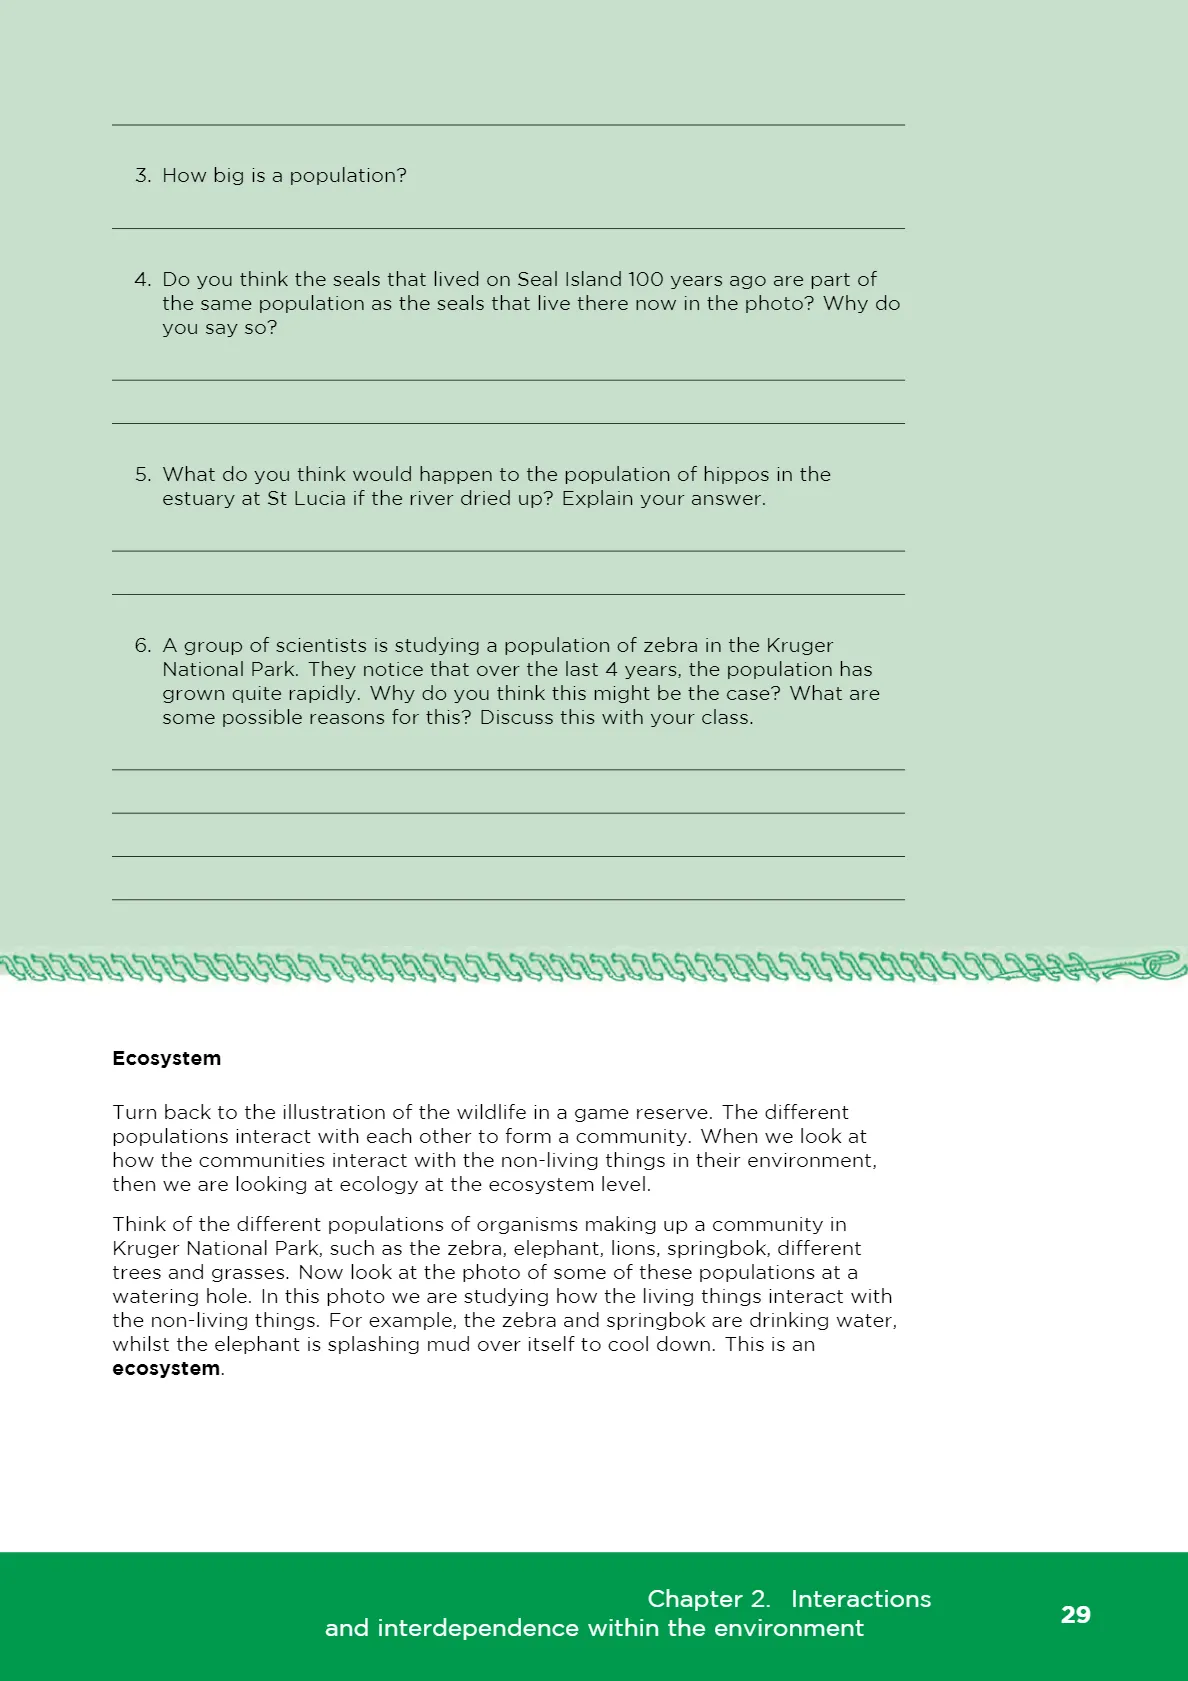 3. How big is a population?
4. Do you think the seals that lived on Seal Island 100 years ago are part of
the same population as the seals that live there now in the photo? Why do
you say so?
5. What do you think would happen to the population of hippos in the
estuary at St Lucia if the river dried up? Explain your answer.
6. A group of scientists is studying a population of zebra in the Kruger
National Park. They notice that over the last 4 years, the population has
grown quite rapidly. Why do you think this might be the case? What are
some possible reasons for this? Discuss this with your class.
Ecosystem
Turn back to the illustration of the wildlife in a game reserve. The different
populations interact with each other to form a community. When we look at
how the communities interact with the non-living things in their environment,
then we are looking at ecology at the ecosystem level.
Think of the different populations of organisms making up a community in
Kruger National Park, such as the zebra, elephant, lions, springbok, different
trees and grasses. Now look at the photo of some of these populations at a
watering hole. In this photo we are studying how the living things interact with
the non-living things. For example, the zebra and springbok are drinking water,
whilst the elephant is splashing mud over itself to cool down. This is an
ecosystem.
Chapter 2. Interactions
and interdependence within the environment
29